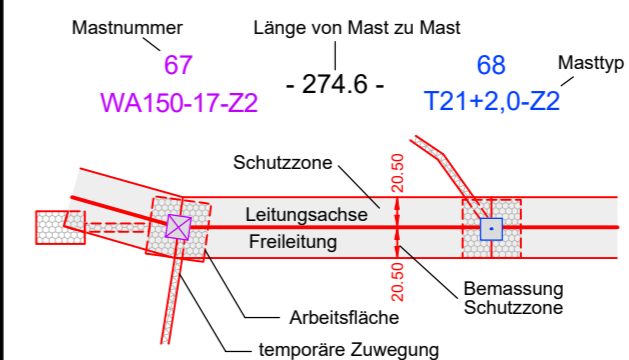 Mastnummer
Länge von Mast zu Mast
67
- 274.6 -
68
Masttyp
WA150-17-Z2
T21+2,0-Z2
Schutzzone
20.50
Leitungsachse
Freileitung
20.50
Bemassung
Schutzzone
Arbeitsfläche
temporäre Zuwegung